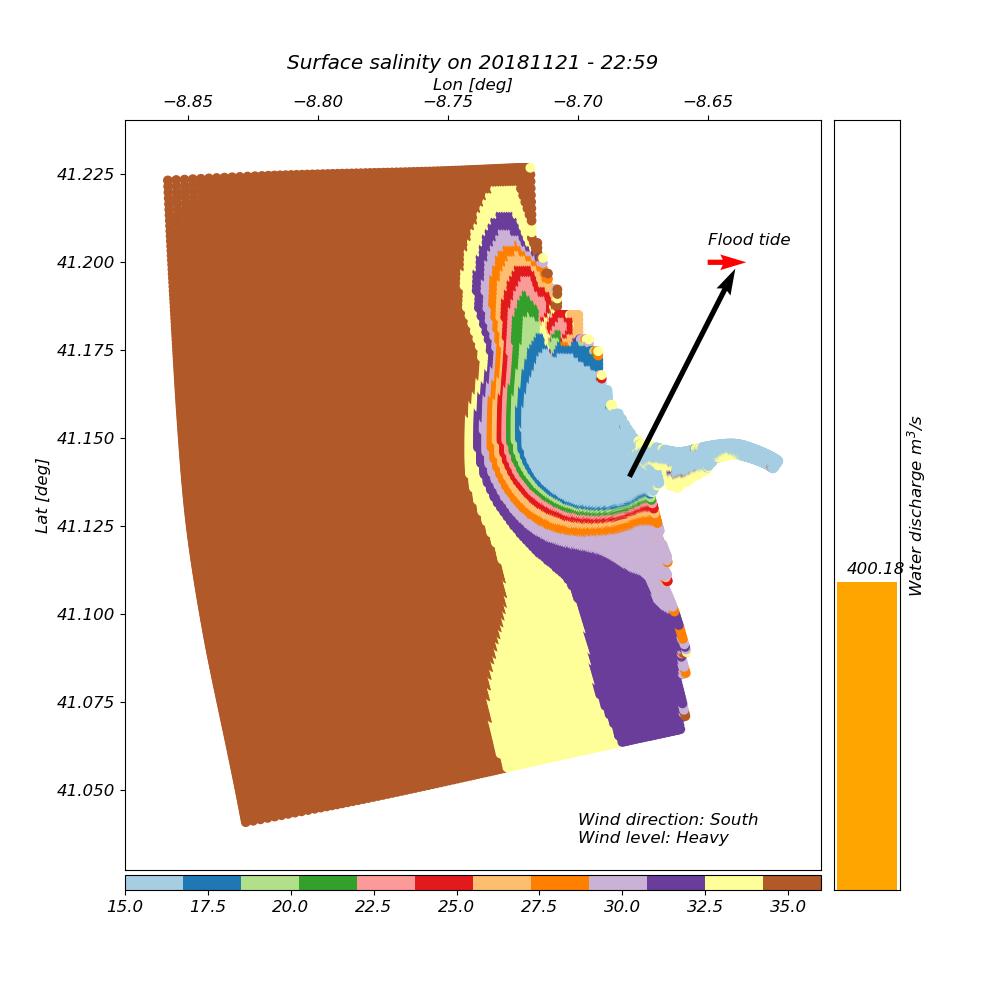 Surface salinity on 20181121 - 22:59
Lon [deg]
−8.85 −8.80 −8.75 −8.70 −8.65
41.225
41.200
41.175
41.150
41.125
41.100
41.075
41.050
Lat [deg]
Flood tide
Wind direction: South
Wind level: Heavy
15.0 17.5 20.0 22.5 25.0 27.5 30.0 32.5 35.0
400.18
Water discharge m³/s